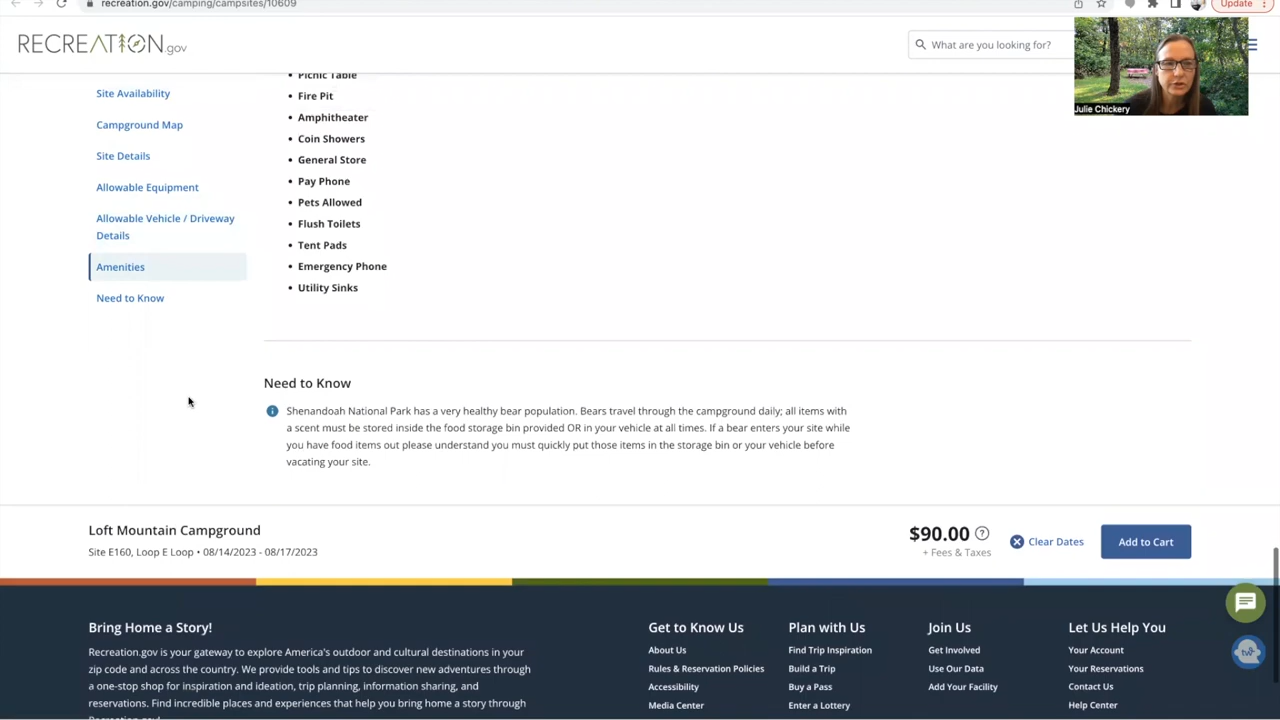 recreation.gov/camping/campsites/10609
Update
RECREATION.gov
What are you looking for?
Julie Chickery
Site Availability
Campground Map
Site Details
Allowable Equipment
Allowable Vehicle / Driveway
Details
Amenities
Need to Know
• Picnic Table
• Fire Pit
• Amphitheater
• Coin Showers
• General Store
• Pay Phone
• Pets Allowed
• Flush Toilets
• Tent Pads
• Emergency Phone
• Utility Sinks
Need to Know
Shenandoah National Park has a very healthy bear population. Bears travel through the campground daily; all items with
a scent must be stored inside the food storage bin provided OR in your vehicle at all times. If a bear enters your site while
you have food items out please understand you must quickly put those items in the storage bin or your vehicle before
vacating your site.
Loft Mountain Campground
Site E160, Loop E Loop • 08/14/2023 - 08/17/2023
$90.00
+ Fees & Taxes
Clear Dates
Add to Cart
Bring Home a Story!
Recreation.gov is your gateway to explore America's outdoor and cultural destinations in your
zip code and across the country. We provide tools and tips to discover new adventures through
a one-stop shop for inspiration and ideation, trip planning, information sharing, and
reservations. Find incredible places and experiences that help you bring home a story through
Recreation.gov!
Get to Know Us
About Us
Rules & Reservation Policies
Accessibility
Media Center
Plan with Us
Find Trip Inspiration
Build a Trip
Buy a Pass
Enter a Lottery
Join Us
Get Involved
Use Our Data
Add Your Facility
Let Us Help You
Your Account
Your Reservations
Contact Us
Help Center